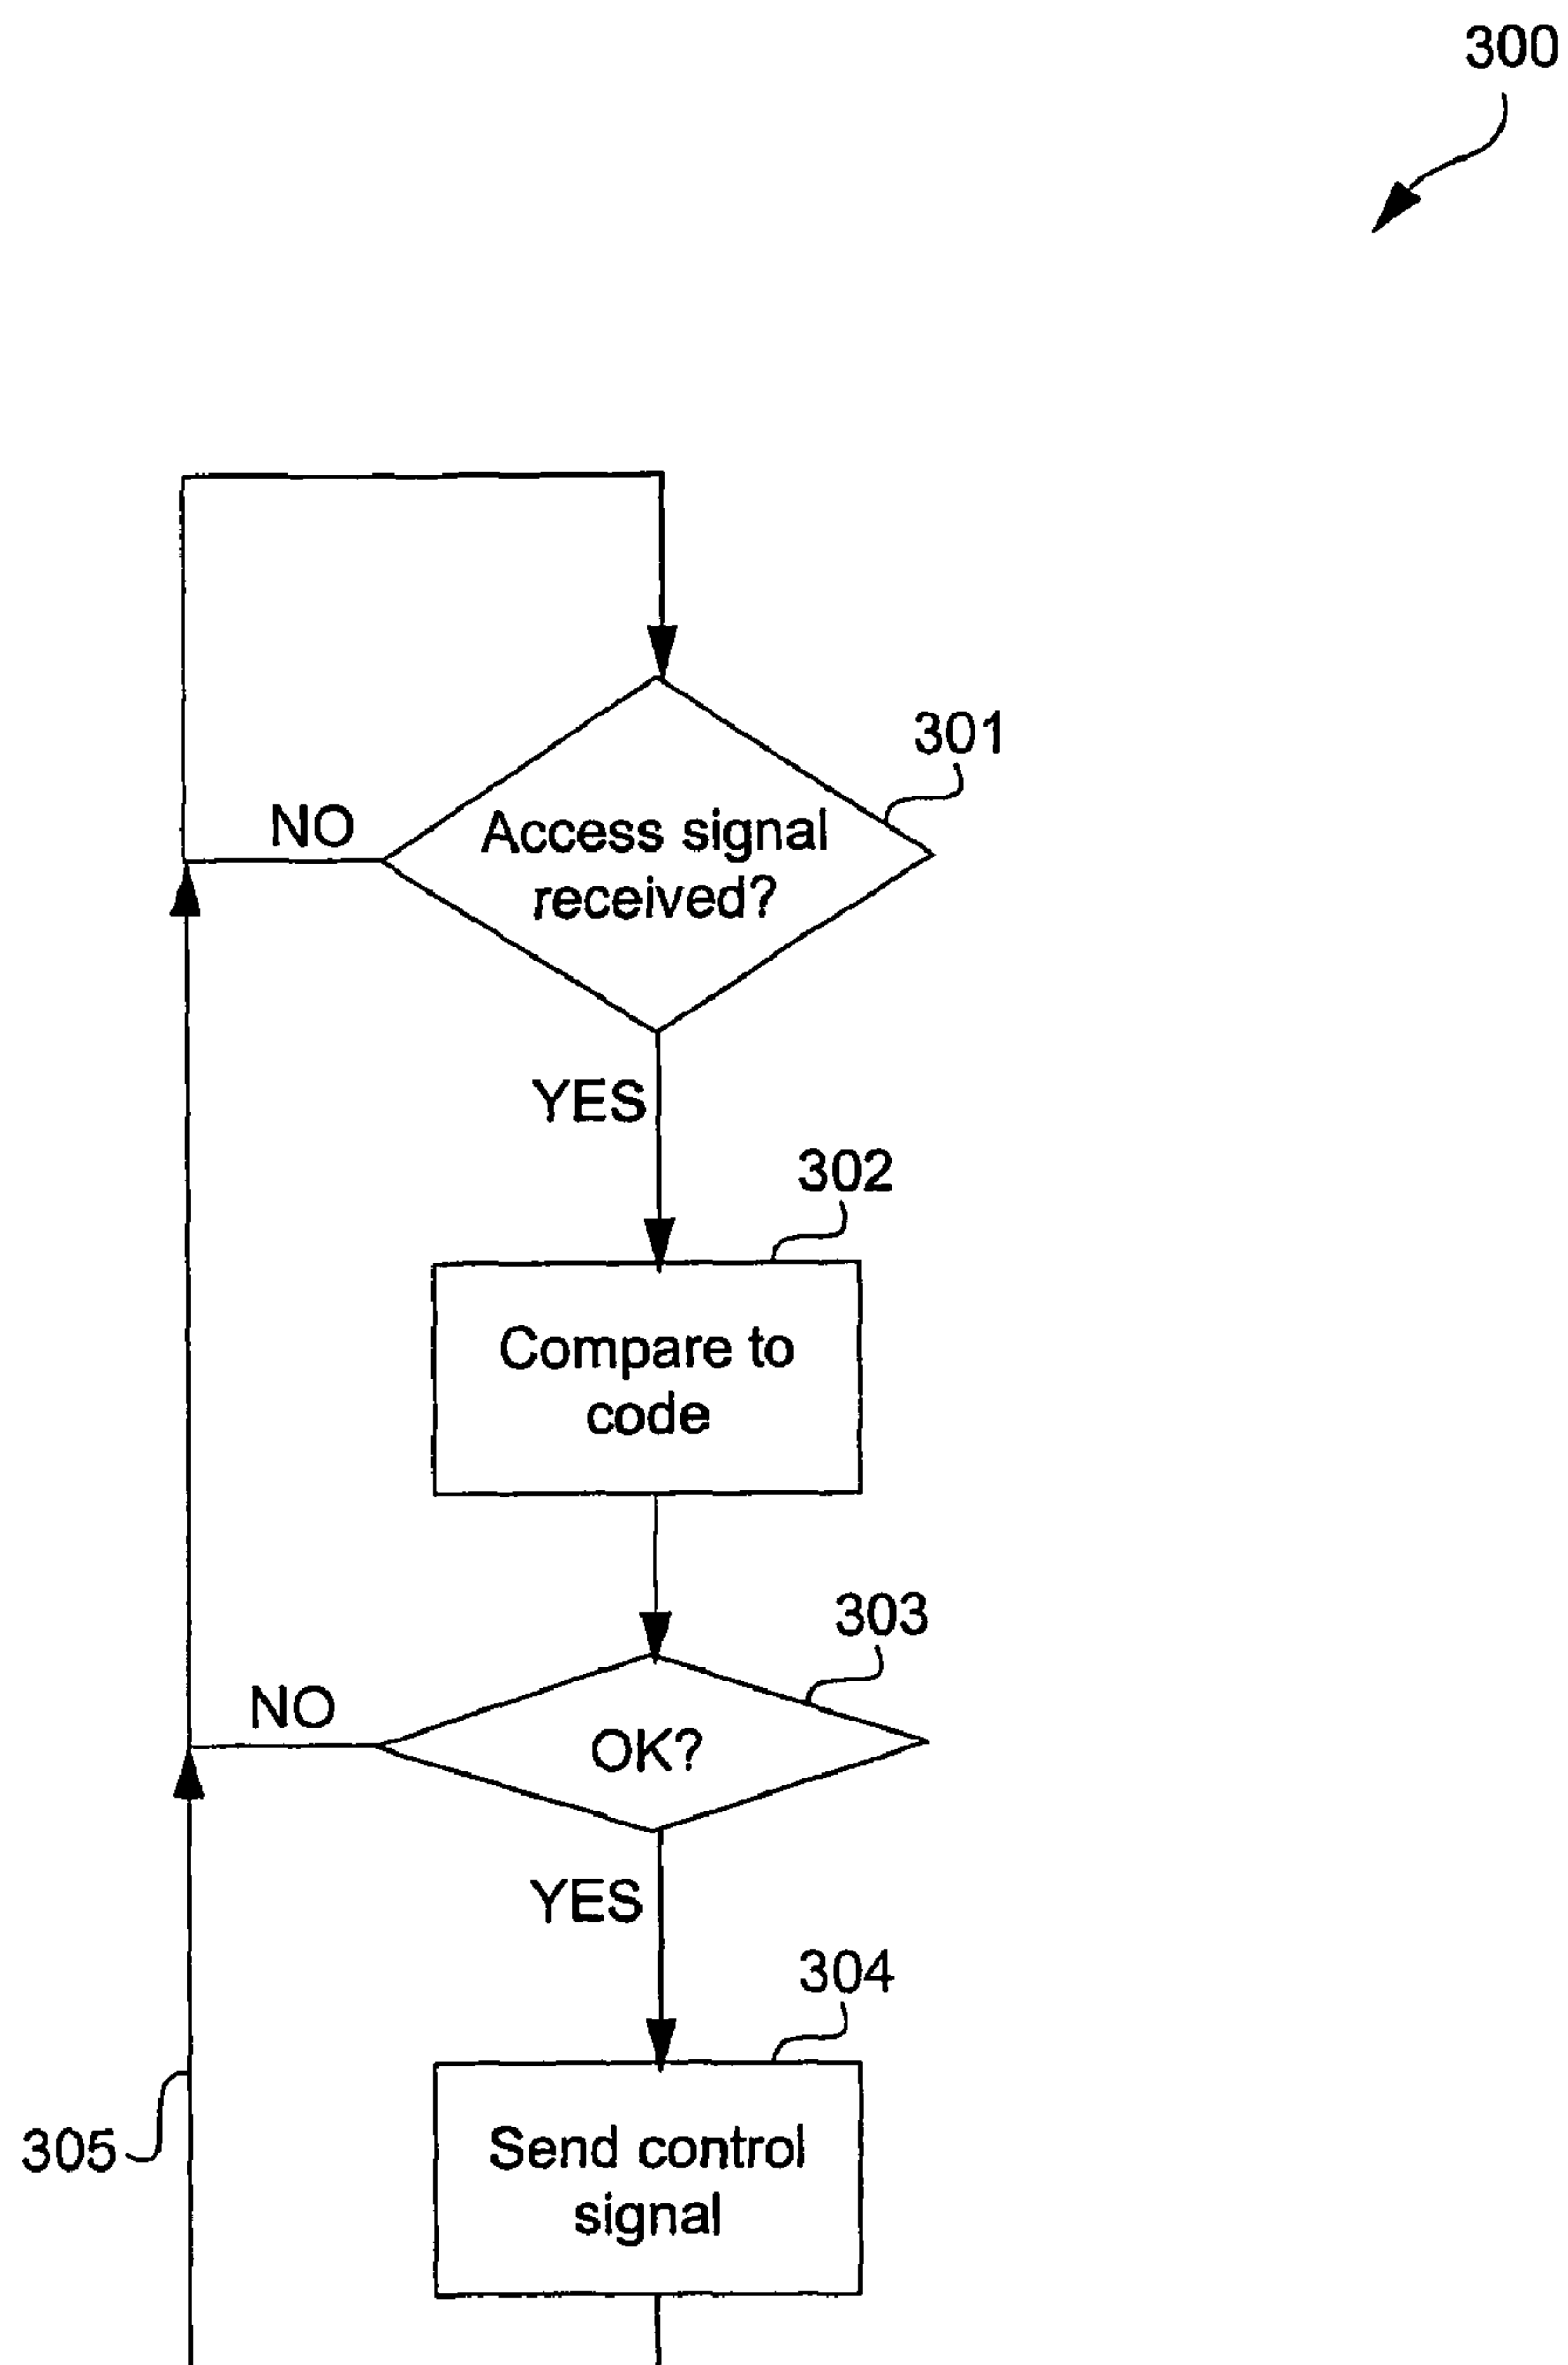 300
301
NO
Access signal
received?
YES
302
Compare to
code
303
NO
OK?
YES
304
305
Send control
signal